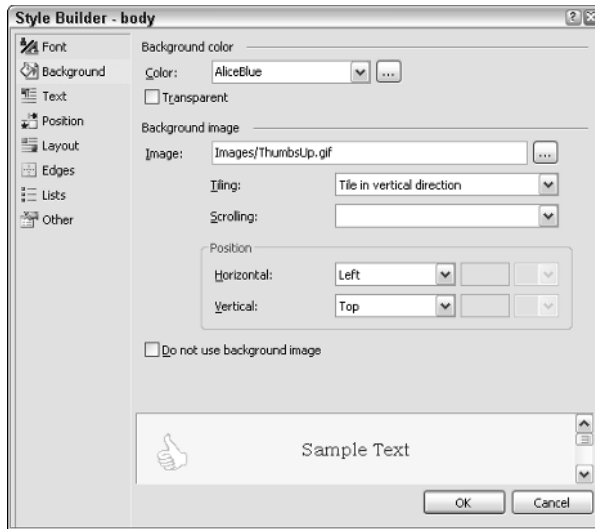 Style Builder - body
Font
Background
Text
Position
Layout
Edges
Lists
Other
Background color
Color: AliceBlue ...
Transparent
Background image
Image: Images/ThumbsUp.gif ...
Tiling: Tile in vertical direction
Scrolling:
Position
Horizontal: Left
Vertical: Top
Do not use background image
Sample Text
OK Cancel